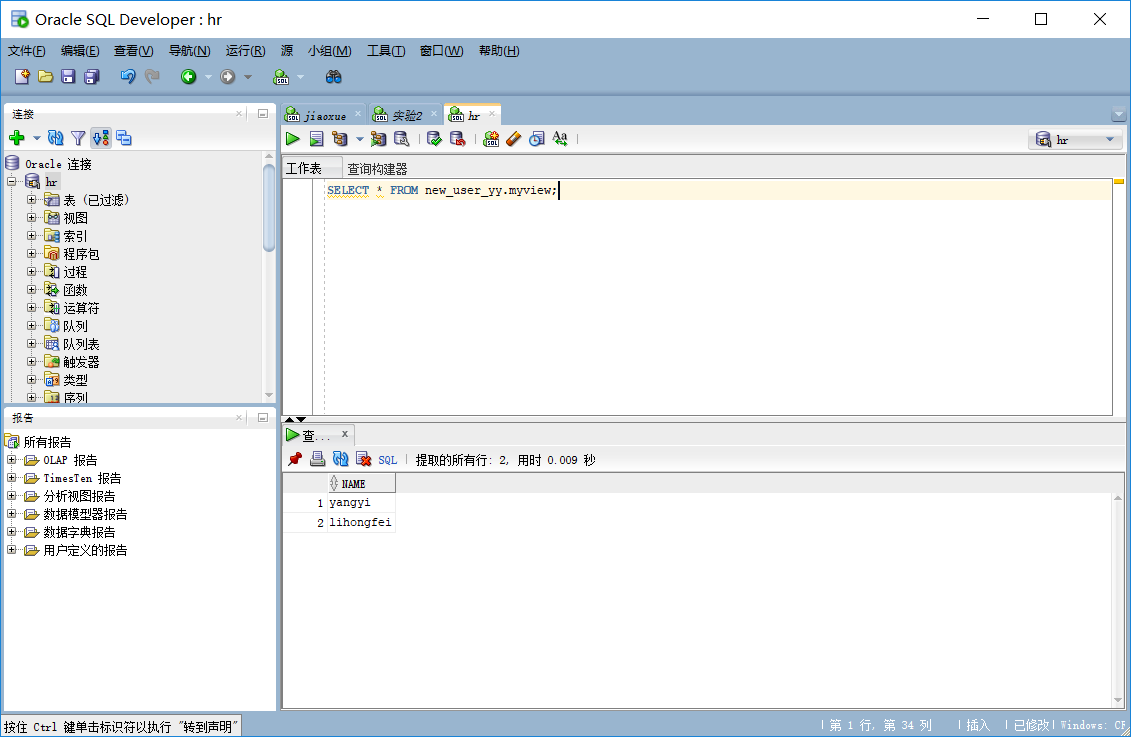 Oracle SQL Developer : hr
文件(F) 编辑(E) 查看(V) 导航(N) 运行(R) 源 小组(M) 工具(T) 窗口(W) 帮助(H)
连接
Oracle 连接
hr
表 (已过滤)
视图
索引
程序包
过程
函数
运算符
队列
队列表
触发器
类型
序列
报告
所有报告
OLAP 报告
TimesTen 报告
分析视图报告
数据模型器报告
数据字典报告
用户定义的报告
jiaoxue 实验2 hr
hr
工作表 查询构建器
SELECT * FROM new_user_yy.myview;
查...
SQL 提取的所有行: 2, 用时 0.009 秒
NAME
1 yangyi
2 lihongfei
按住 Ctrl 键单击标识符以执行 "转到声明"
第 1 行, 第 34 列 插入 已修改 Windows: CR